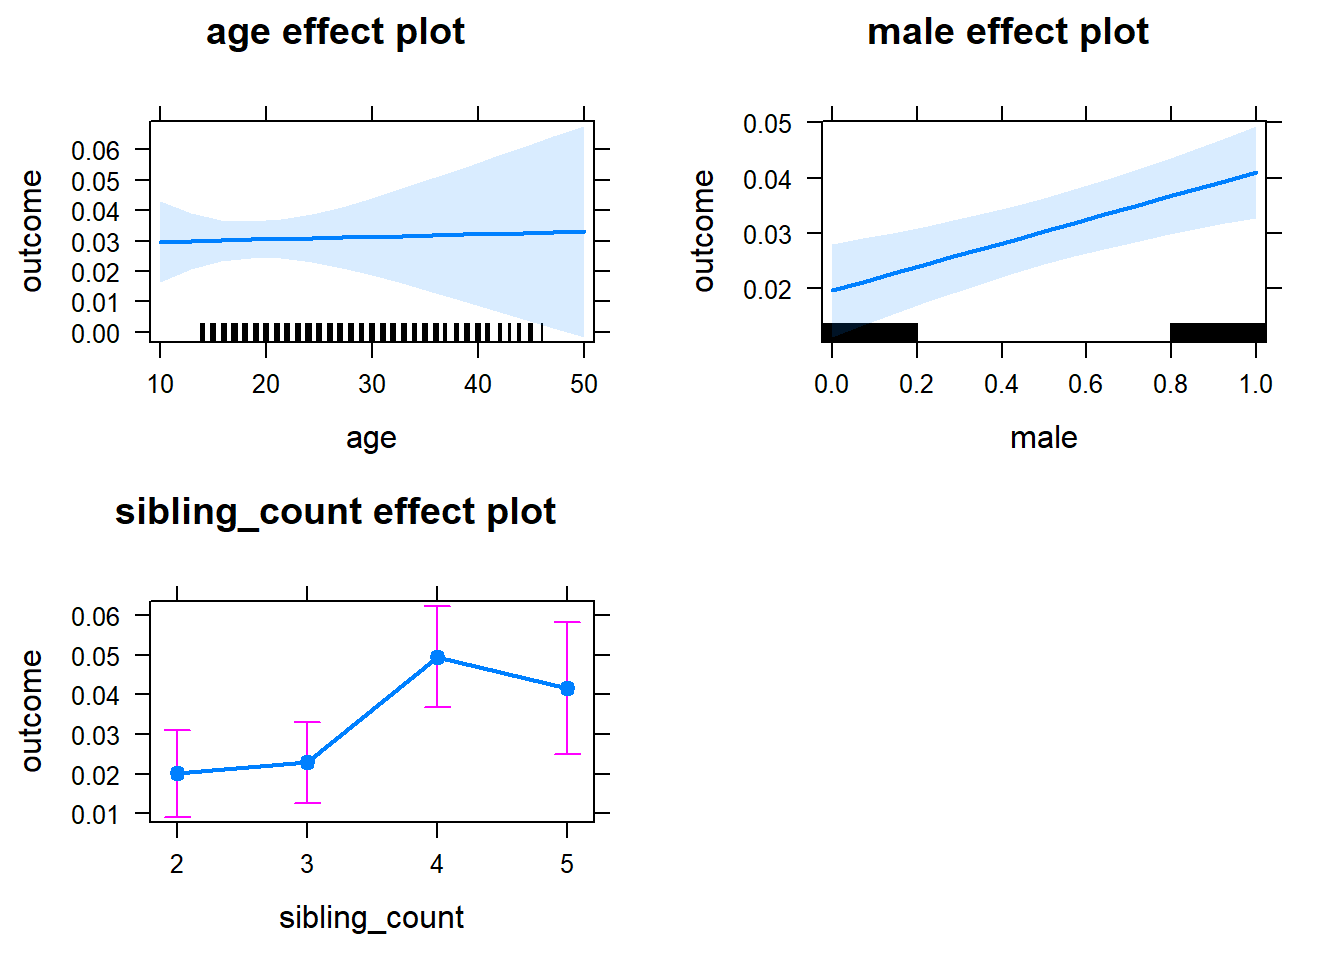 age effect plot
outcome
0.06
0.05
0.04
0.03
0.02
0.01
0.00
10 20 30 40 50
age
male effect plot
outcome
0.05
0.04
0.03
0.02
0.0 0.2 0.4 0.6 0.8 1.0
male
sibling_count effect plot
outcome
0.06
0.05
0.04
0.03
0.02
0.01
2 3 4 5
sibling_count